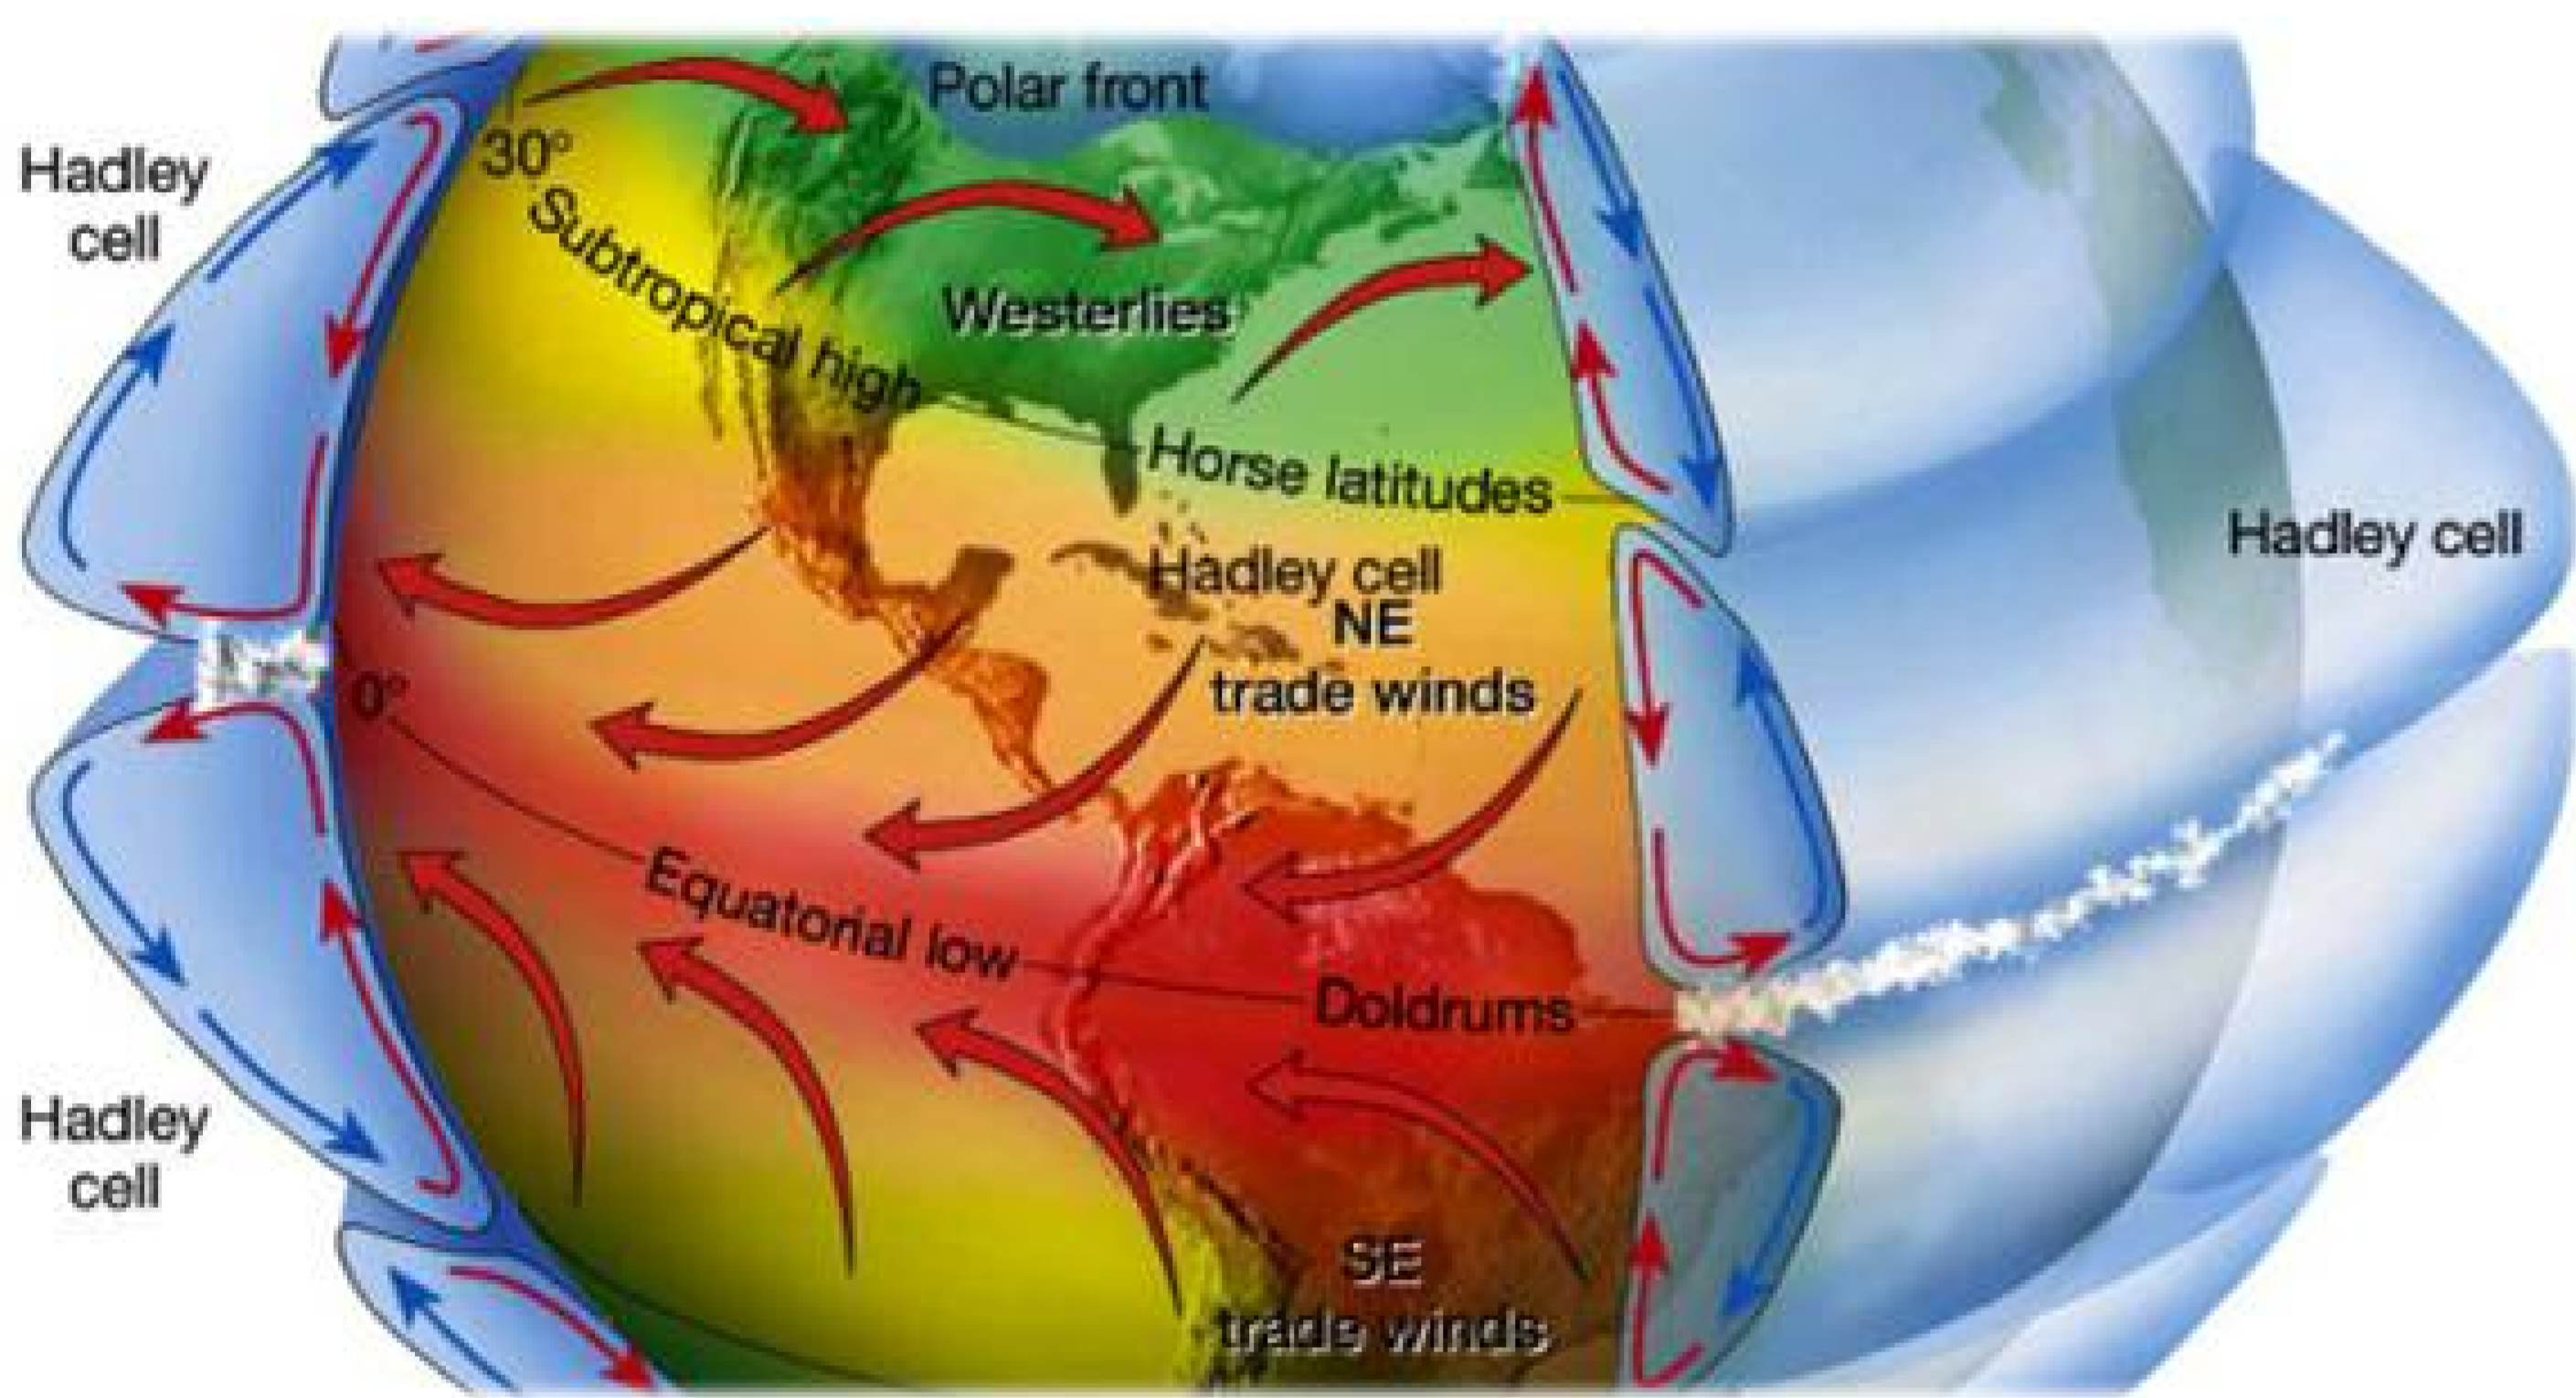 Polar front
Hadley
cell
30°
Subtropical high
Westerlies
Horse latitudes
Hadley cell
Hadley cell
NE
trade winds
0°
Equatorial low
Doldrums
Hadley
cell
SE
trade winds